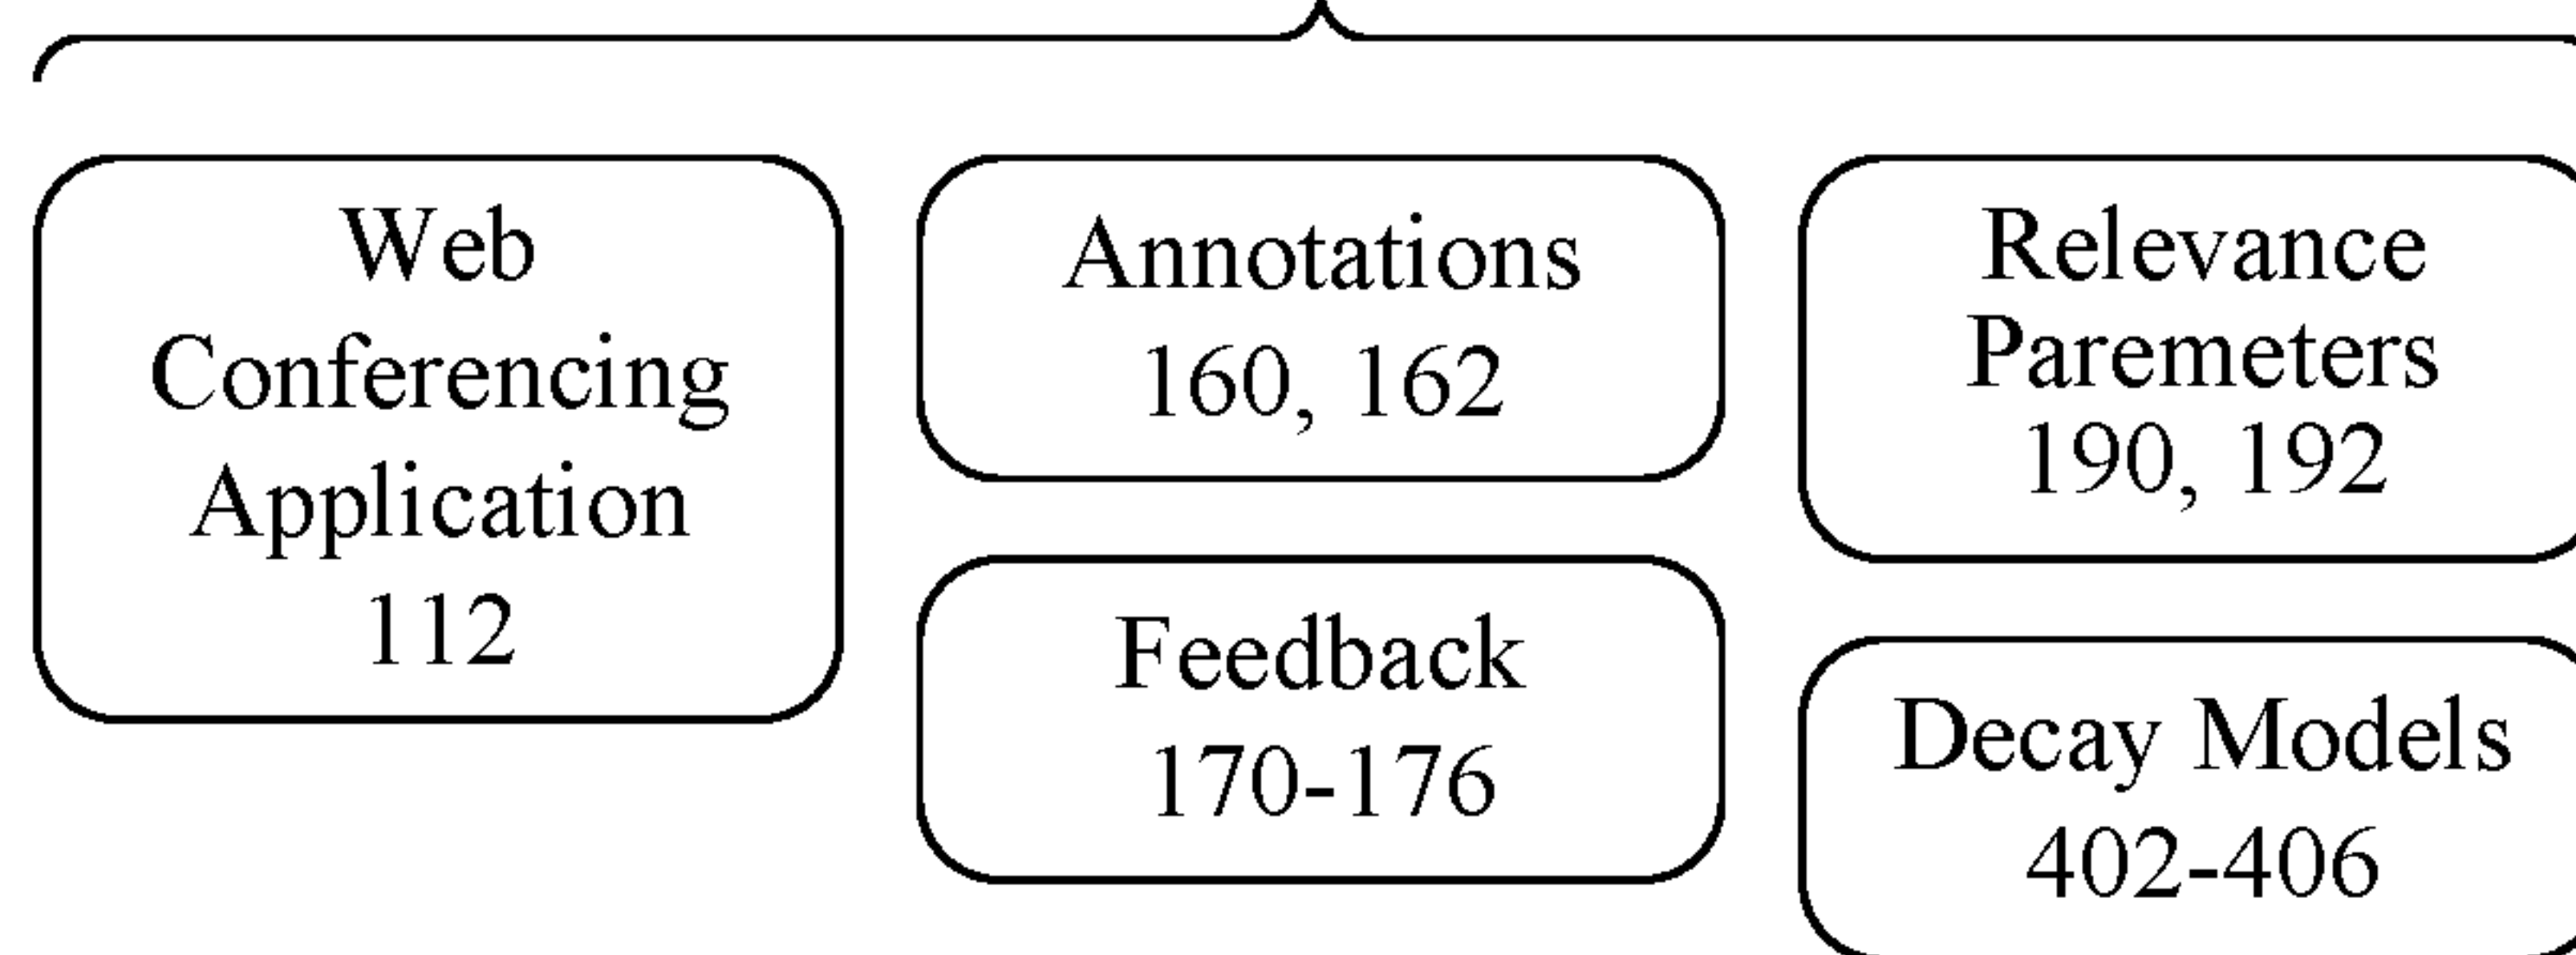 Web
Conferencing
Application
112
Annotations
160, 162
Feedback
170-176
Relevance
Paremeters
190, 192
Decay Models
402-406